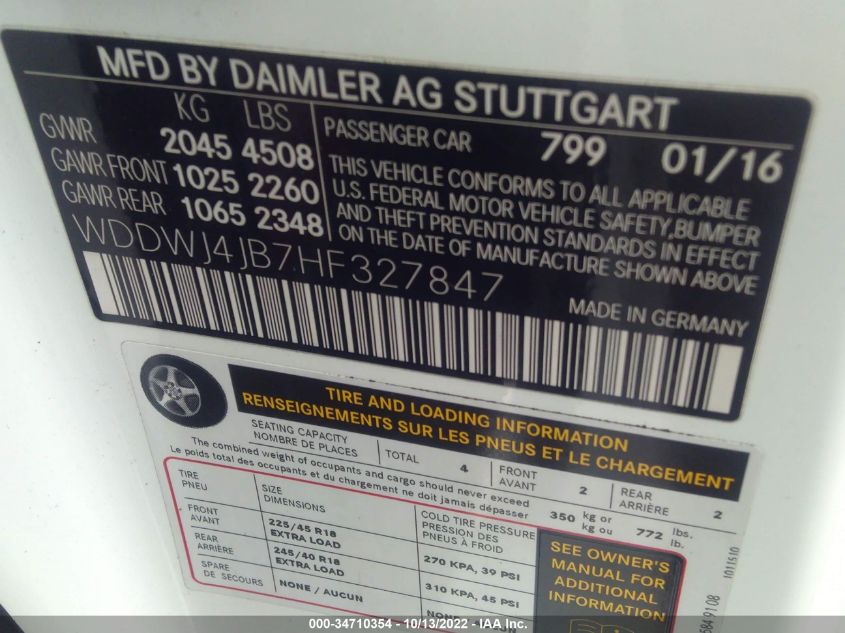 MFD BY DAIMLER AG STUTTGART
KG LBS
GVWR 2045 4508
GAWR FRONT 1025 2260
GAWR REAR 1065 2348
PASSENGER CAR 799 01/16
THIS VEHICLE CONFORMS TO ALL APPLICABLE
U.S. FEDERAL MOTOR VEHICLE SAFETY,BUMPER
AND THEFT PREVENTION STANDARDS IN EFFECT
ON THE DATE OF MANUFACTURE SHOWN ABOVE
WDDWJ4JB7HF327847
MADE IN GERMANY
TIRE AND LOADING INFORMATION
RENSEIGNEMENTS SUR LES PNEUS ET LE CHARGEMENT
SEATING CAPACITY
NOMBRE DE PLACES
TOTAL 4
FRONT
AVANT 2
REAR
ARRIÈRE 2
The combined weight of occupants and cargo should never exceed
Le poids total des occupants et du chargement ne doit jamais dépasser
350 kg or
kg ou
772 lbs.
lb.
TIRE
PNEU
SIZE
DIMENSIONS
COLD TIRE PRESSURE
PRESSION DES
PNEUS À FROID
FRONT
AVANT
225/45 R18
EXTRA LOAD
270 KPA, 39 PSI
REAR
ARRIÈRE
245/40 R18
EXTRA LOAD
310 KPA, 45 PSI
SPARE
DE SECOURS
NONE / AUCUN
SEE OWNER'S
MANUAL FOR
ADDITIONAL
INFORMATION
1011510
000-34710354 - 10/13/2022 - IAA Inc.